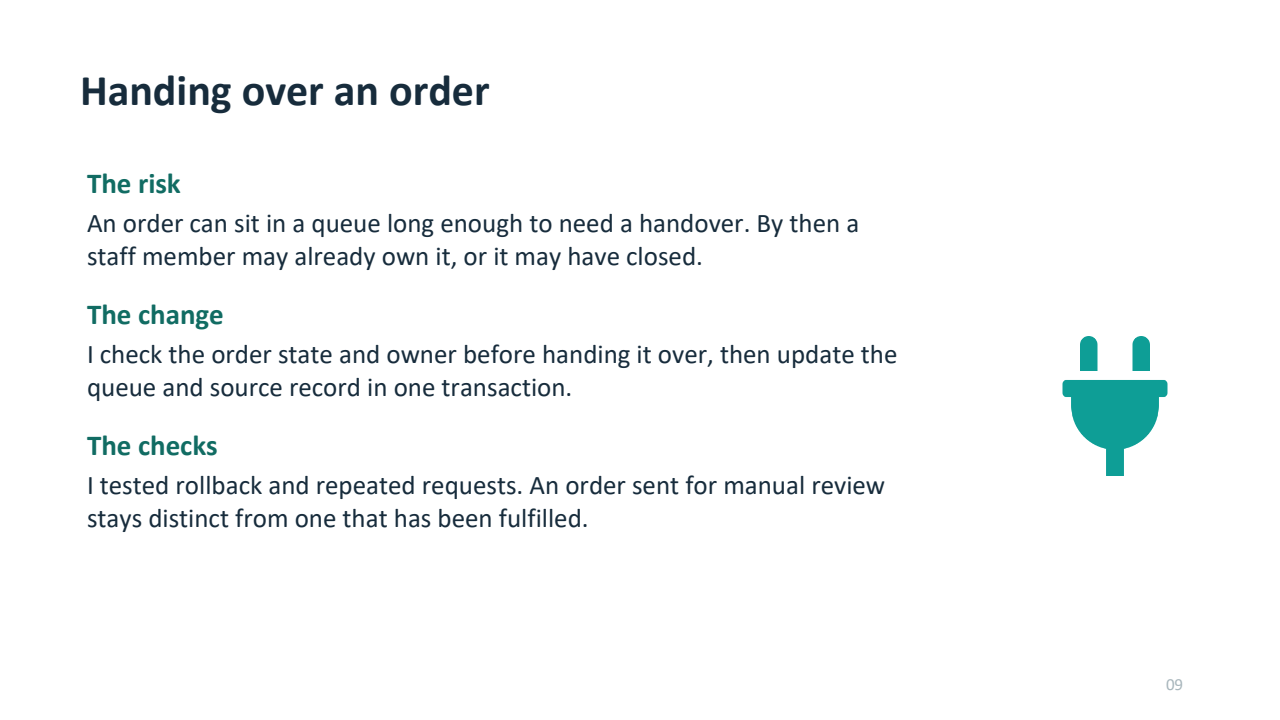 Handing over an order
The risk
An order can sit in a queue long enough to need a handover. By then a
staff member may already own it, or it may have closed.
The change
I check the order state and owner before handing it over, then update the
queue and source record in one transaction.
The checks
I tested rollback and repeated requests. An order sent for manual review
stays distinct from one that has been fulfilled.
09